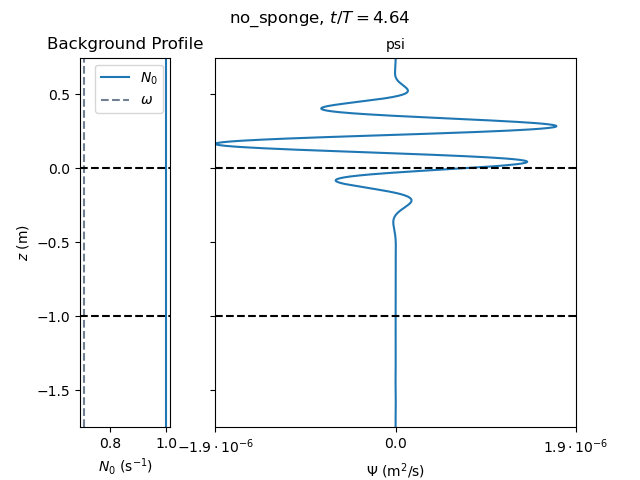 no_sponge, t/T = 4.64
Background Profile
psi
N₀
ω
0.5
0.0
−0.5
−1.0
−1.5
z (m)
0.8
1.0
N₀ (s⁻¹)
−1.9 · 10⁻⁶
0.0
1.9 · 10⁻⁶
Ψ (m²/s)